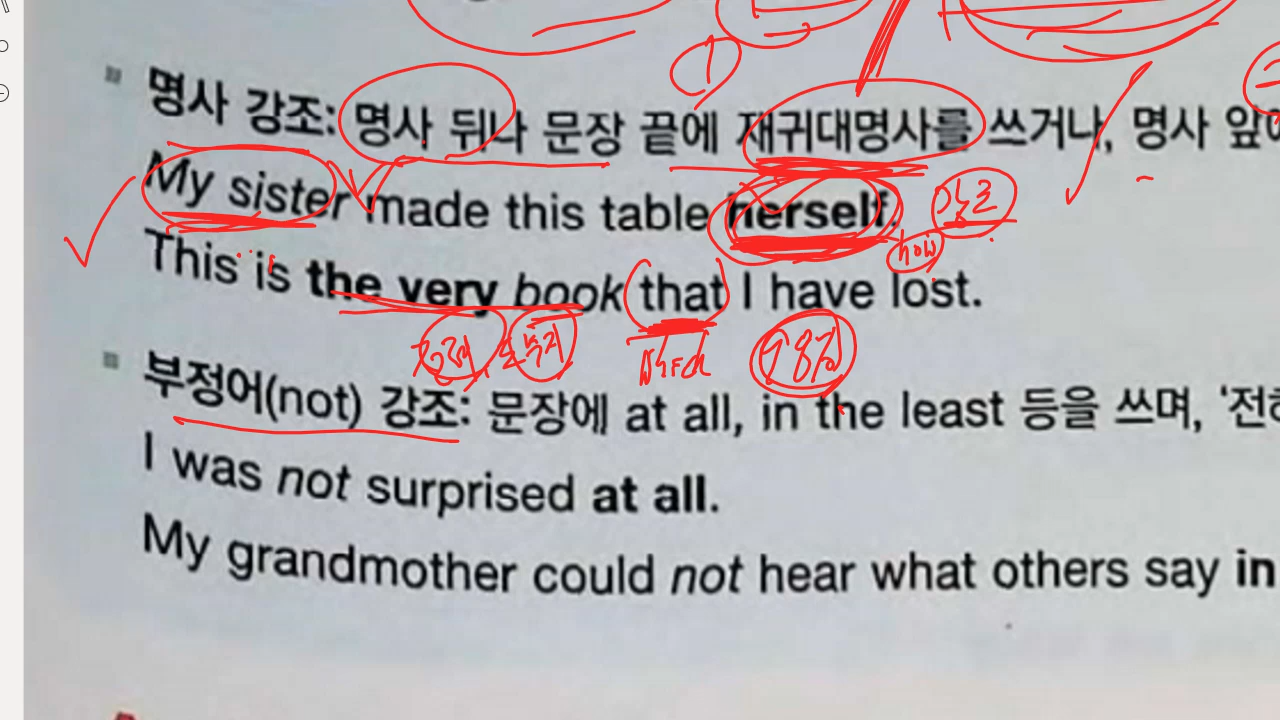 명사 강조: 명사 뒤나 문장 끝에 재귀대명사를 쓰거나, 명사 앞에
My sister made this table herself.
how
This is the very book that I have lost.
부정어(not) 강조: 문장에 at all, in the least 등을 쓰며, ‘전혀
I was not surprised at all.
My grandmother could not hear what others say in